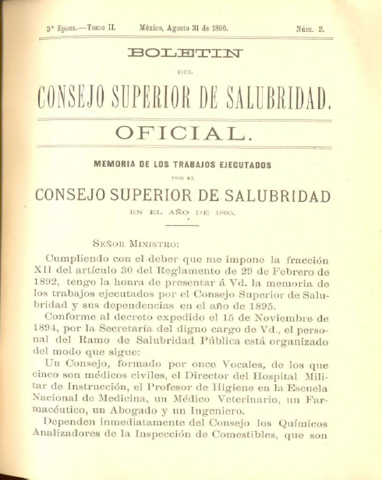 3ª Epoca.—Tomo II. México, Agosto 31 de 1896. Núm. 2.
BOLETIN
DEL
CONSEJO SUPERIOR DE SALUBRIDAD.
OFICIAL.
MEMORIA DE LOS TRABAJOS EJECUTADOS
POR EL
CONSEJO SUPERIOR DE SALUBRIDAD
EN EL AÑO DE 1895.
SEÑOR MINISTRO:
Cumpliendo con el deber que me impone la fracción
XII del artículo 30 del Reglamento de 29 de Febrero de
1892, tengo la honra de presentar á Vd. la memoria de
los trabajos ejecutados por el Consejo Superior de Salu-
bridad y sus dependencias en el año de 1895.
Conforme al decreto expedido el 15 de Noviembre de
1894, por la Secretaría del digno cargo de Vd., el perso-
nal del Ramo de Salubridad Pública está organizado
del modo que sigue:
Un Consejo, formado por once Vocales, de los que
cinco son médicos civiles, el Director del Hospital Mili-
tar de Instrucción, el Profesor de Higiene en la Escuela
Nacional de Medicina, un Médico Veterinario, un Far-
macéutico, un Abogado y un Ingeniero.
Dependen inmediatamente del Consejo los Químicos
Analizadores de la Inspección de Comestibles, que son